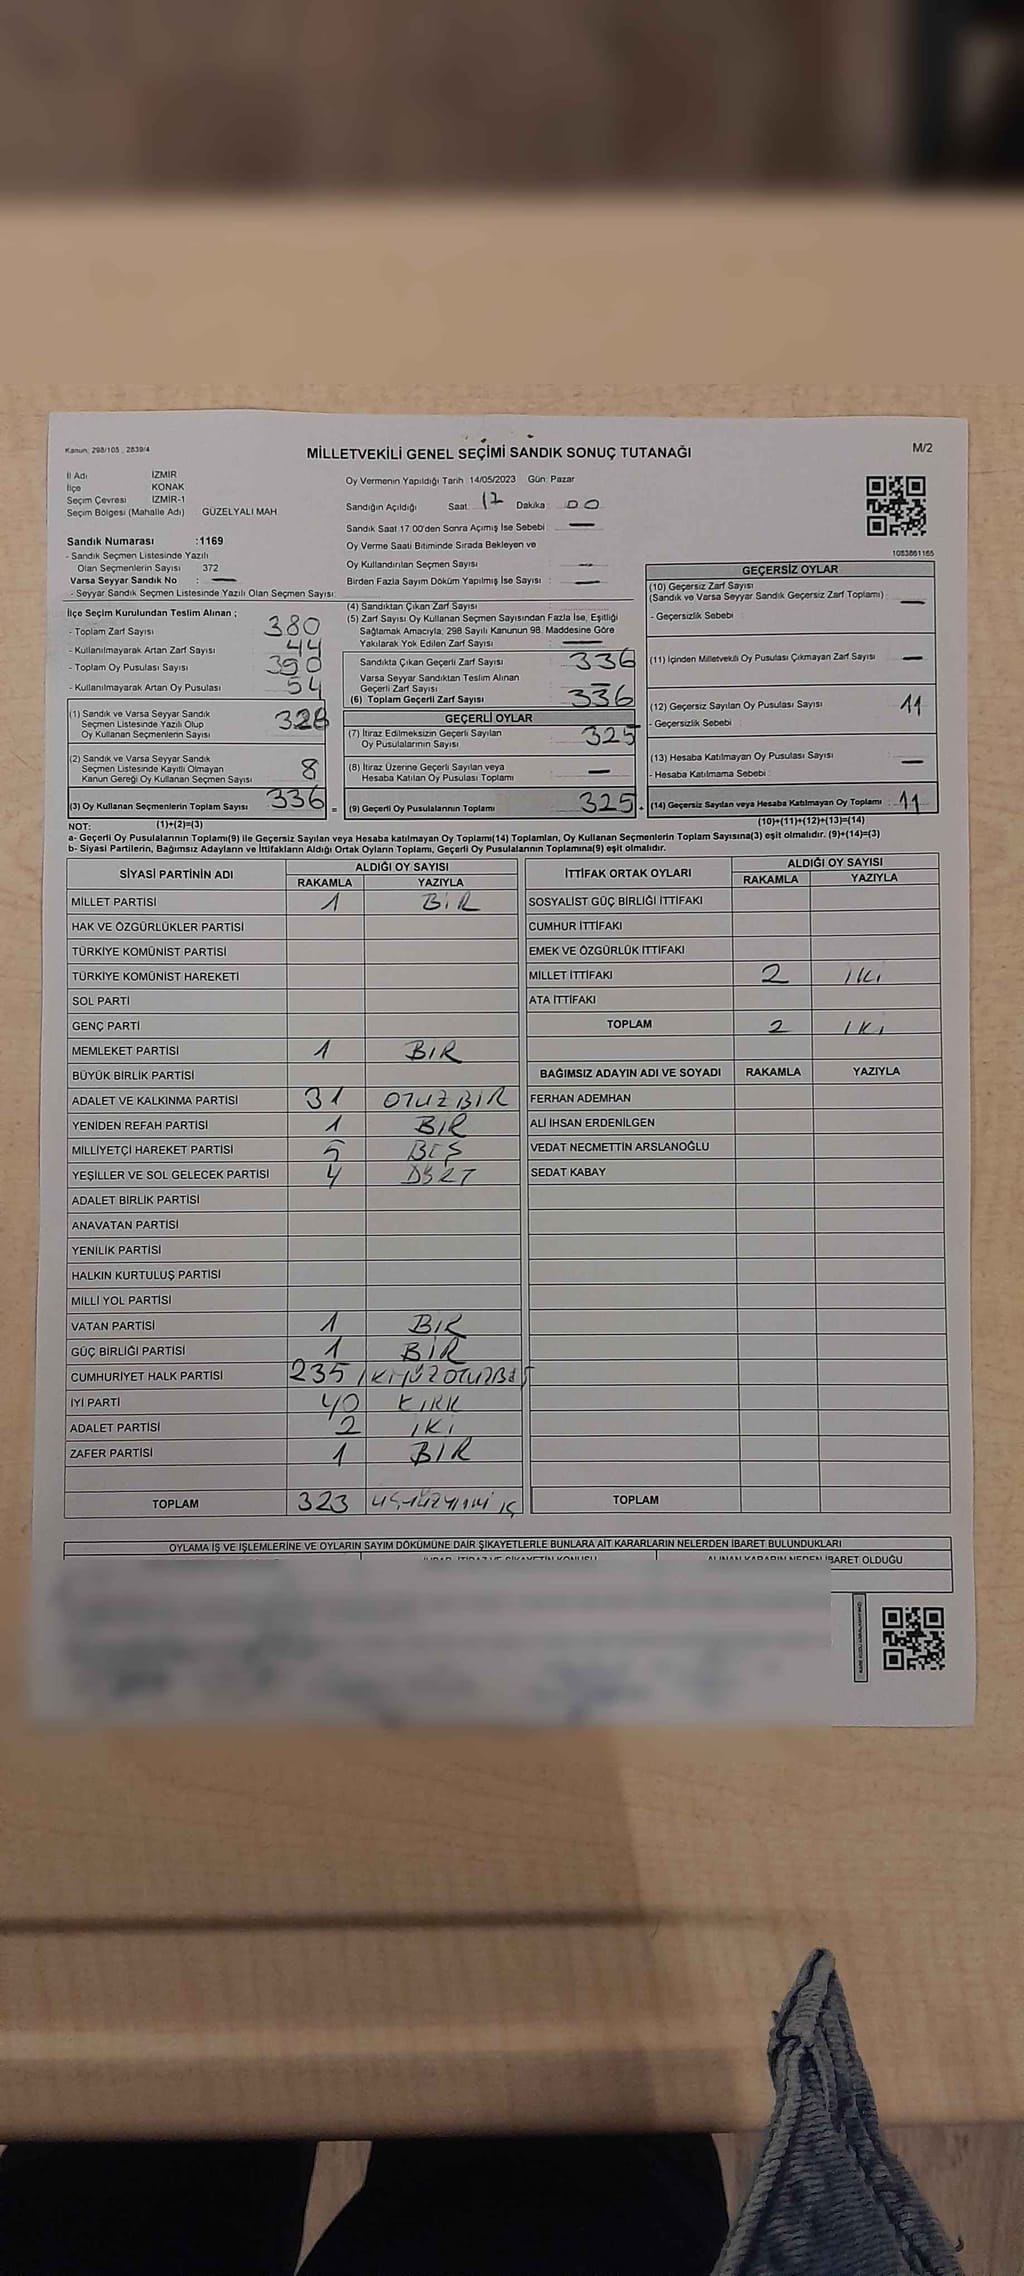 Kanun; 298/105 , 2839/4
MİLLETVEKİLİ GENEL SEÇİMİ SANDIK SONUÇ TUTANAĞI
M/2
İl Adı İZMİR
İlçe KONAK
Seçim Çevresi İZMİR-1
Seçim Bölgesi (Mahalle Adı) GÜZELYALI MAH.
Sandık Numarası :1169
- Sandık Seçmen Listesinde Yazılı
Olan Seçmenlerin Sayısı 372
Varsa Seyyar Sandık No : —
- Seyyar Sandık Seçmen Listesinde Yazılı Olan Seçmen Sayısı:
Oy Vermenin Yapıldığı Tarih 14/05/2023 Gün: Pazar
Sandığın Açıldığı Saat 17 Dakika : 00
Sandık Saat 17:00'den Sonra Açılmış İse Sebebi : —
Oy Verme Saati Bitiminde Sırada Bekleyen ve
Oy Kullandırılan Seçmen Sayısı : —
Birden Fazla Sayım Döküm Yapılmış İse Sayısı : —
1083861165
İlçe Seçim Kurulundan Teslim Alınan ;
- Toplam Zarf Sayısı 380
- Kullanılmayarak Artan Zarf Sayısı 44
- Toplam Oy Pusulası Sayısı 390
- Kullanılmayarak Artan Oy Pusulası 54
(1) Sandık ve Varsa Seyyar Sandık
Seçmen Listesinde Yazılı Olup
Oy Kullanan Seçmenlerin Sayısı 328
(2) Sandık ve Varsa Seyyar Sandık
Seçmen Listesinde Kayıtlı Olmayan
Kanun Gereği Oy Kullanan Seçmen Sayısı 8
(3) Oy Kullanan Seçmenlerin Toplam Sayısı 336 =
(4) Sandıktan Çıkan Zarf Sayısı
(5) Zarf Sayısı Oy Kullanan Seçmen Sayısından Fazla İse, Eşitliği
Sağlamak Amacıyla; 298 Sayılı Kanunun 98. Maddesine Göre
Yakılarak Yok Edilen Zarf Sayısı : —
Sandıkta Çıkan Geçerli Zarf Sayısı 336
Varsa Seyyar Sandıktan Teslim Alınan
Geçerli Zarf Sayısı —
(6) Toplam Geçerli Zarf Sayısı 336
GEÇERLİ OYLAR
(7) İtiraz Edilmeksizin Geçerli Sayılan
Oy Pusulalarının Sayısı 325
(8) İtiraz Üzerine Geçerli Sayılan veya
Hesaba Katılan Oy Pusulası Toplamı —
(9) Geçerli Oy Pusulalarının Toplamı 325 +
GEÇERSİZ OYLAR
(10) Geçersiz Zarf Sayısı
(Sandık ve Varsa Seyyar Sandık Geçersiz Zarf Toplamı) : —
- Geçersizlik Sebebi :
(11) İçinden Milletvekili Oy Pusulası Çıkmayan Zarf Sayısı —
(12) Geçersiz Sayılan Oy Pusulası Sayısı : 11
- Geçersizlik Sebebi :
(13) Hesaba Katılmayan Oy Pusulası Sayısı : —
- Hesaba Katılmama Sebebi :
(14) Geçersiz Sayılan veya Hesaba Katılmayan Oy Toplamı : 11
NOT: (1)+(2)=(3) (10)+(11)+(12)+(13)=(14)
a- Geçerli Oy Pusulalarının Toplamı(9) ile Geçersiz Sayılan veya Hesaba katılmayan Oy Toplamı(14) Toplamları, Oy Kullanan Seçmenlerin Toplam Sayısına(3) eşit olmalıdır. (9)+(14)=(3)
b- Siyasi Partilerin, Bağımsız Adayların ve İttifakların Aldığı Ortak Oyların Toplamı, Geçerli Oy Pusulalarının Toplamına(9) eşit olmalıdır.
SİYASİ PARTİNİN ADI ALDIĞI OY SAYISI
RAKAMLA YAZIYLA
MİLLET PARTİSİ 1 BİR
HAK VE ÖZGÜRLÜKLER PARTİSİ
TÜRKİYE KOMÜNİST PARTİSİ
TÜRKİYE KOMÜNİST HAREKETİ
SOL PARTİ
GENÇ PARTİ
MEMLEKET PARTİSİ 1 BIR
BÜYÜK BİRLİK PARTİSİ
ADALET VE KALKINMA PARTİSİ 31 OTUZ BIR
YENİDEN REFAH PARTİSİ 1 BIR
MİLLİYETÇİ HAREKET PARTİSİ 5 BEŞ
YEŞİLLER VE SOL GELECEK PARTİSİ 4 DÖRT
ADALET BİRLİK PARTİSİ
ANAVATAN PARTİSİ
YENİLİK PARTİSİ
HALKIN KURTULUŞ PARTİSİ
MİLLİ YOL PARTİSİ
VATAN PARTİSİ 1 BIR
GÜÇ BİRLİĞİ PARTİSİ 1 BIR
CUMHURİYET HALK PARTİSİ 235 İKİYÜZOTUZBEŞ
İYİ PARTİ 40 KIRK
ADALET PARTİSİ 2 İKİ
ZAFER PARTİSİ 1 BIR
TOPLAM 323 ÜÇYÜZYİRMİ ÜÇ
İTTİFAK ORTAK OYLARI ALDIĞI OY SAYISI
RAKAMLA YAZIYLA
SOSYALİST GÜÇ BİRLİĞİ İTTİFAKI
CUMHUR İTTİFAKI
EMEK VE ÖZGÜRLÜK İTTİFAKI
MİLLET İTTİFAKI 2 İKİ
ATA İTTİFAKI
TOPLAM 2 İKİ
BAĞIMSIZ ADAYIN ADI VE SOYADI RAKAMLA YAZIYLA
FERHAN ADEMHAN
ALİ İHSAN ERDENİLGEN
VEDAT NECMETTİN ARSLANOĞLU
SEDAT KABAY
TOPLAM
OYLAMA İŞ VE İŞLEMLERİNE VE OYLARIN SAYIM DÖKÜMÜNE DAİR ŞİKAYETLERLE BUNLARA AİT KARARLARIN NELERDEN İBARET BULUNDUKLARI
İHBAR, İTİRAZ VE ŞİKAYETİN KONUSU ALINAN KARARIN NEDEN İBARET OLDUĞU